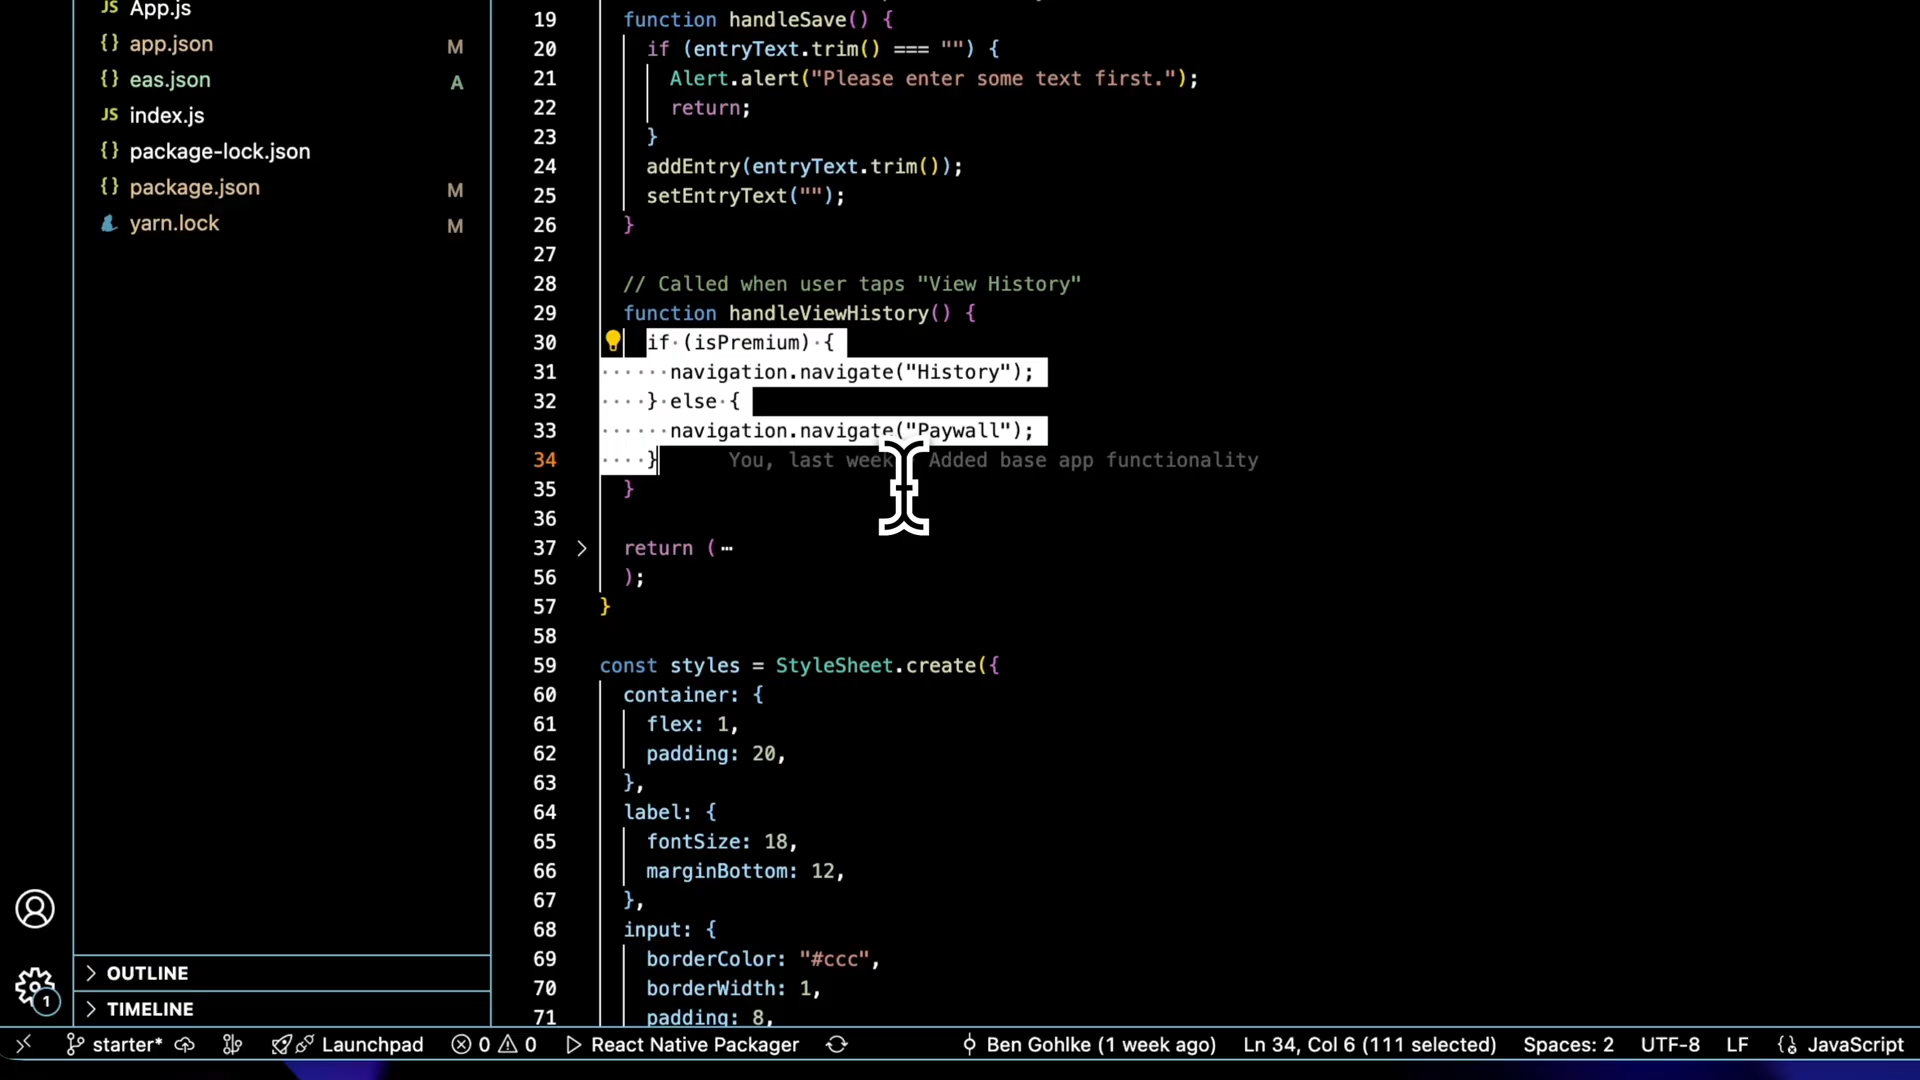 JS App.js
{} app.json M
{} eas.json A
JS index.js
{} package-lock.json
{} package.json M
yarn.lock M
OUTLINE
TIMELINE
1
19 function handleSave() {
20 if (entryText.trim() === "") {
21 Alert.alert("Please enter some text first.");
22 return;
23 }
24 addEntry(entryText.trim());
25 setEntryText("");
26 }
27
28 // Called when user taps "View History"
29 function handleViewHistory() {
30 if (isPremium) {
31 navigation.navigate("History");
32 } else {
33 navigation.navigate("Paywall");
34 } You, last week Added base app functionality
35 }
36
37 return (…
56 );
57 }
58
59 const styles = StyleSheet.create({
60 container: {
61 flex: 1,
62 padding: 20,
63 },
64 label: {
65 fontSize: 18,
66 marginBottom: 12,
67 },
68 input: {
69 borderColor: "#ccc",
70 borderWidth: 1,
71 padding: 8,
starter* Launchpad 0 0 React Native Packager Ben Gohlke (1 week ago) Ln 34, Col 6 (111 selected) Spaces: 2 UTF-8 LF {} JavaScript